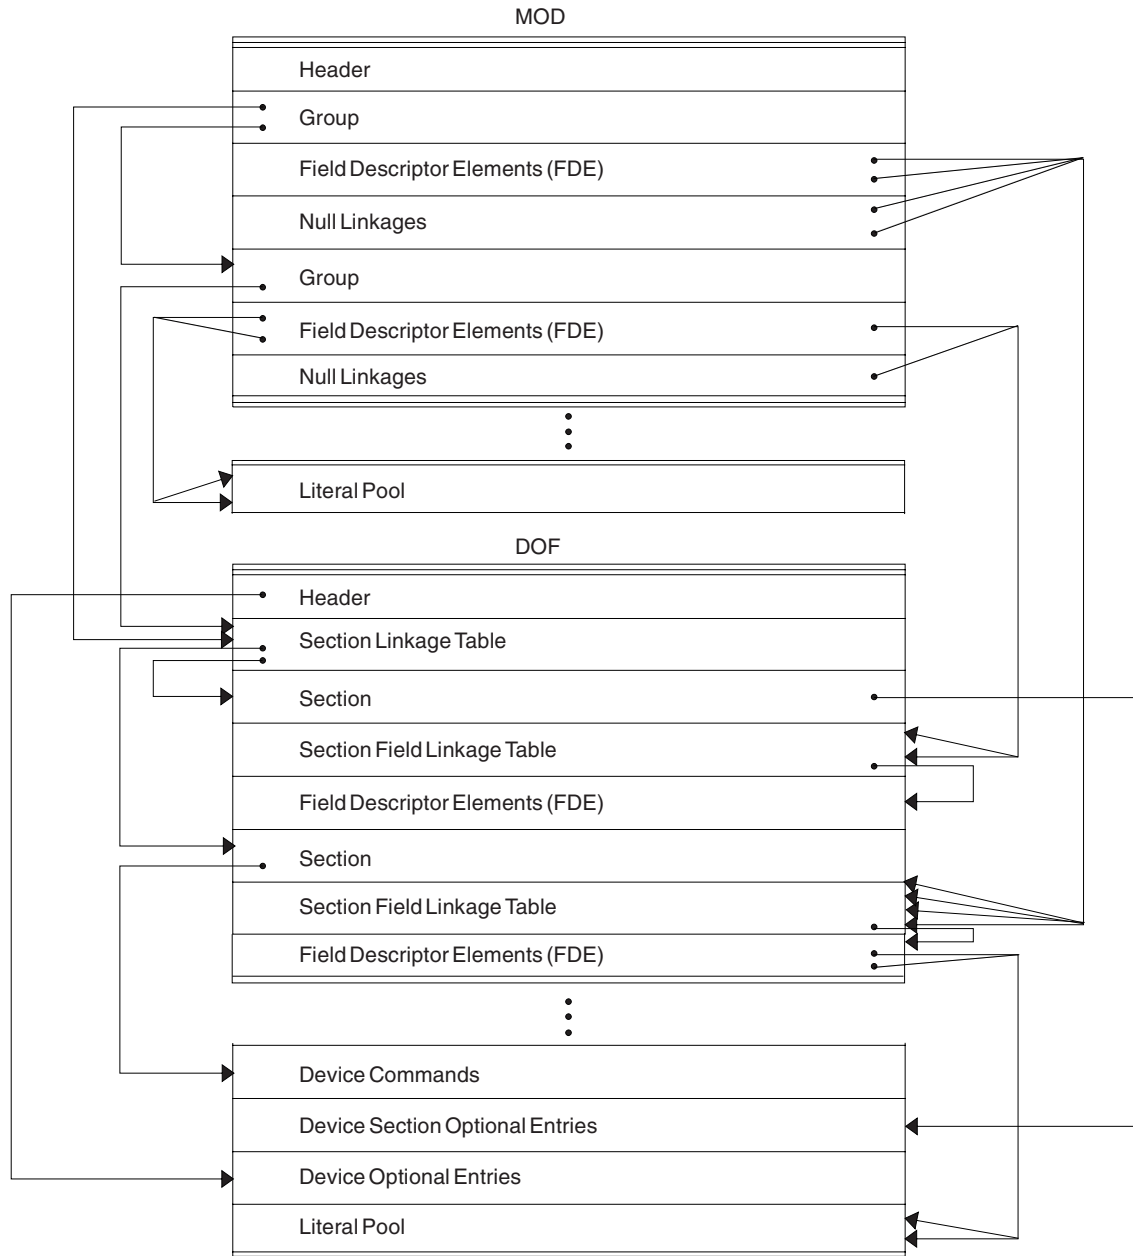 MOD
Header
Group
Field Descriptor Elements (FDE)
Null Linkages
Group
Field Descriptor Elements (FDE)
Null Linkages
Literal Pool
DOF
Header
Section Linkage Table
Section
Section Field Linkage Table
Field Descriptor Elements (FDE)
Section
Section Field Linkage Table
Field Descriptor Elements (FDE)
Device Commands
Device Section Optional Entries
Device Optional Entries
Literal Pool